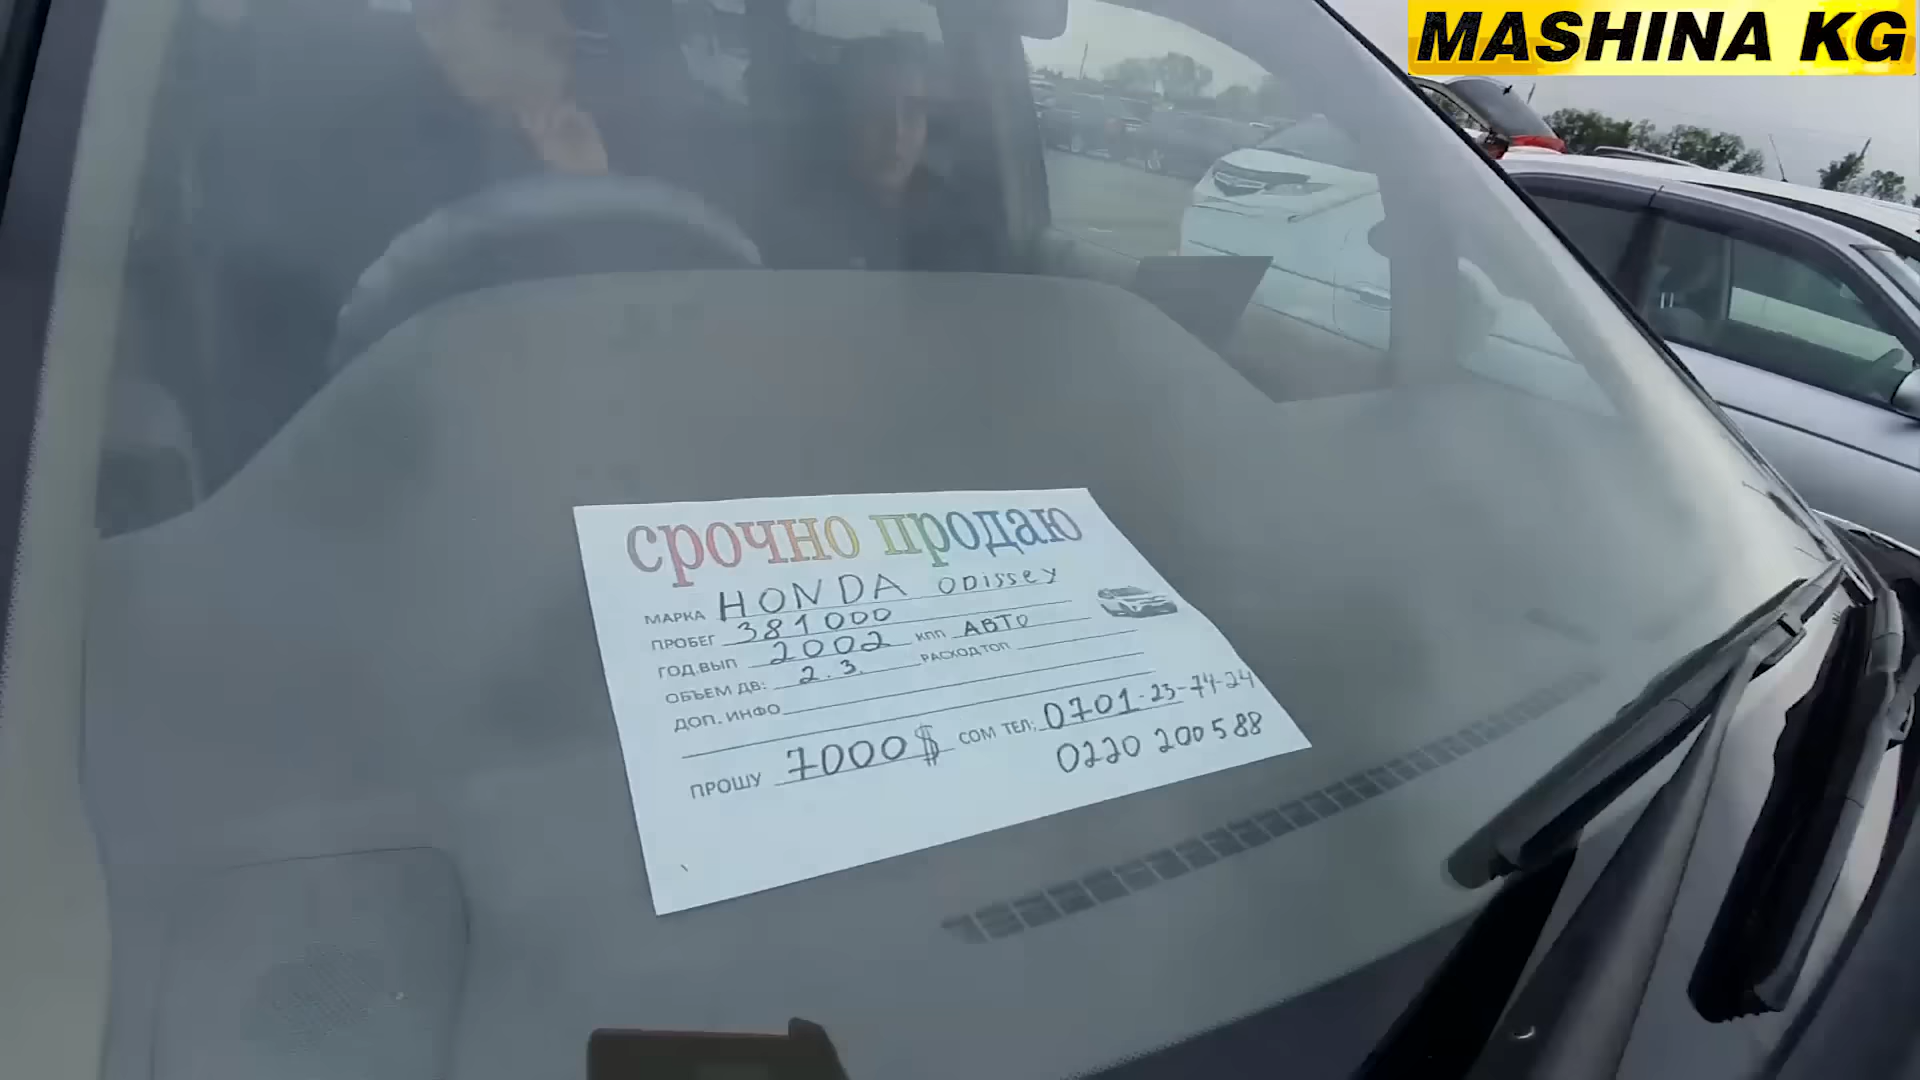 MASHINA KG
срочно продаю
МАРКА HONDA ODissey
ПРОБЕГ 381000
ГОД.ВЫП 2002 КПП АВТО
ОБЪЕМ ДВ: 2.3. РАСХОД ТОП
ДОП. ИНФО
ПРОШУ 7000$ СОМ ТЕЛ: 0701-23-74-24
0220 200588